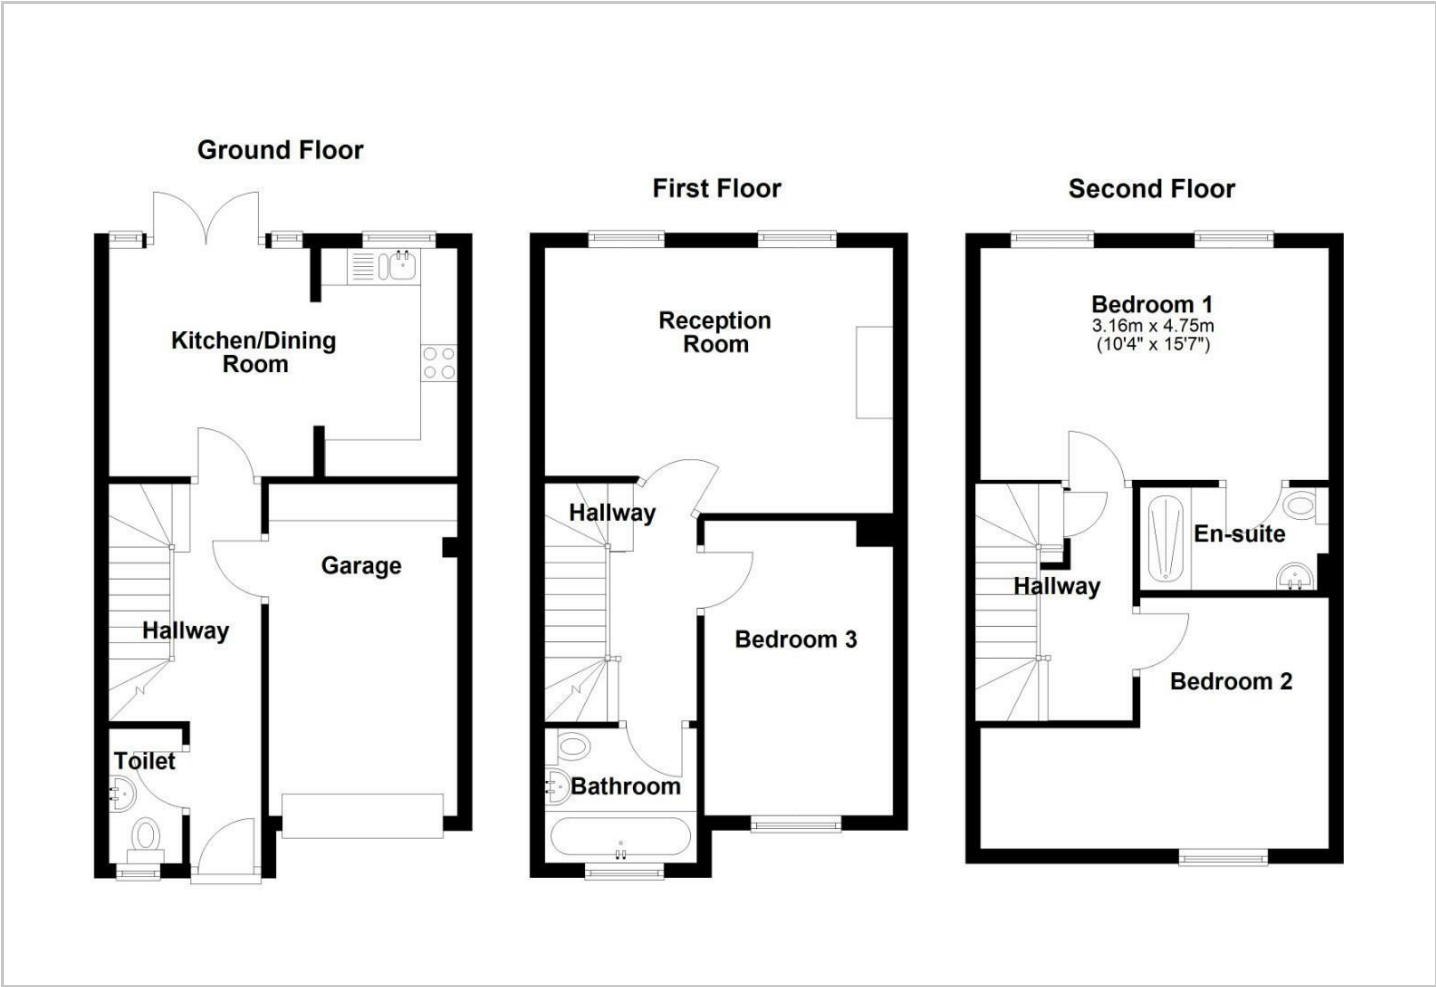 Ground Floor
Kitchen/Dining
Room
Garage
Hallway
Toilet
First Floor
Reception
Room
Hallway
Bedroom 3
Bathroom
Second Floor
Bedroom 1
3.16m x 4.75m
(10'4" x 15'7")
En-suite
Hallway
Bedroom 2